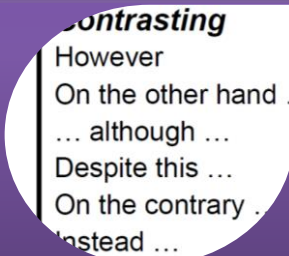 Contrasting
However
On the other hand .
… although …
Despite this …
On the contrary ..
Instead …